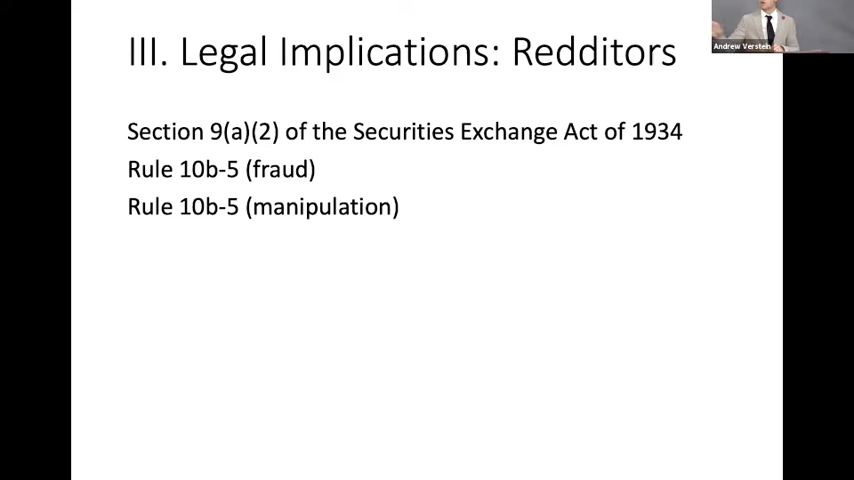 III. Legal Implications: Redditors
Andrew Verstein
Section 9(a)(2) of the Securities Exchange Act of 1934
Rule 10b-5 (fraud)
Rule 10b-5 (manipulation)